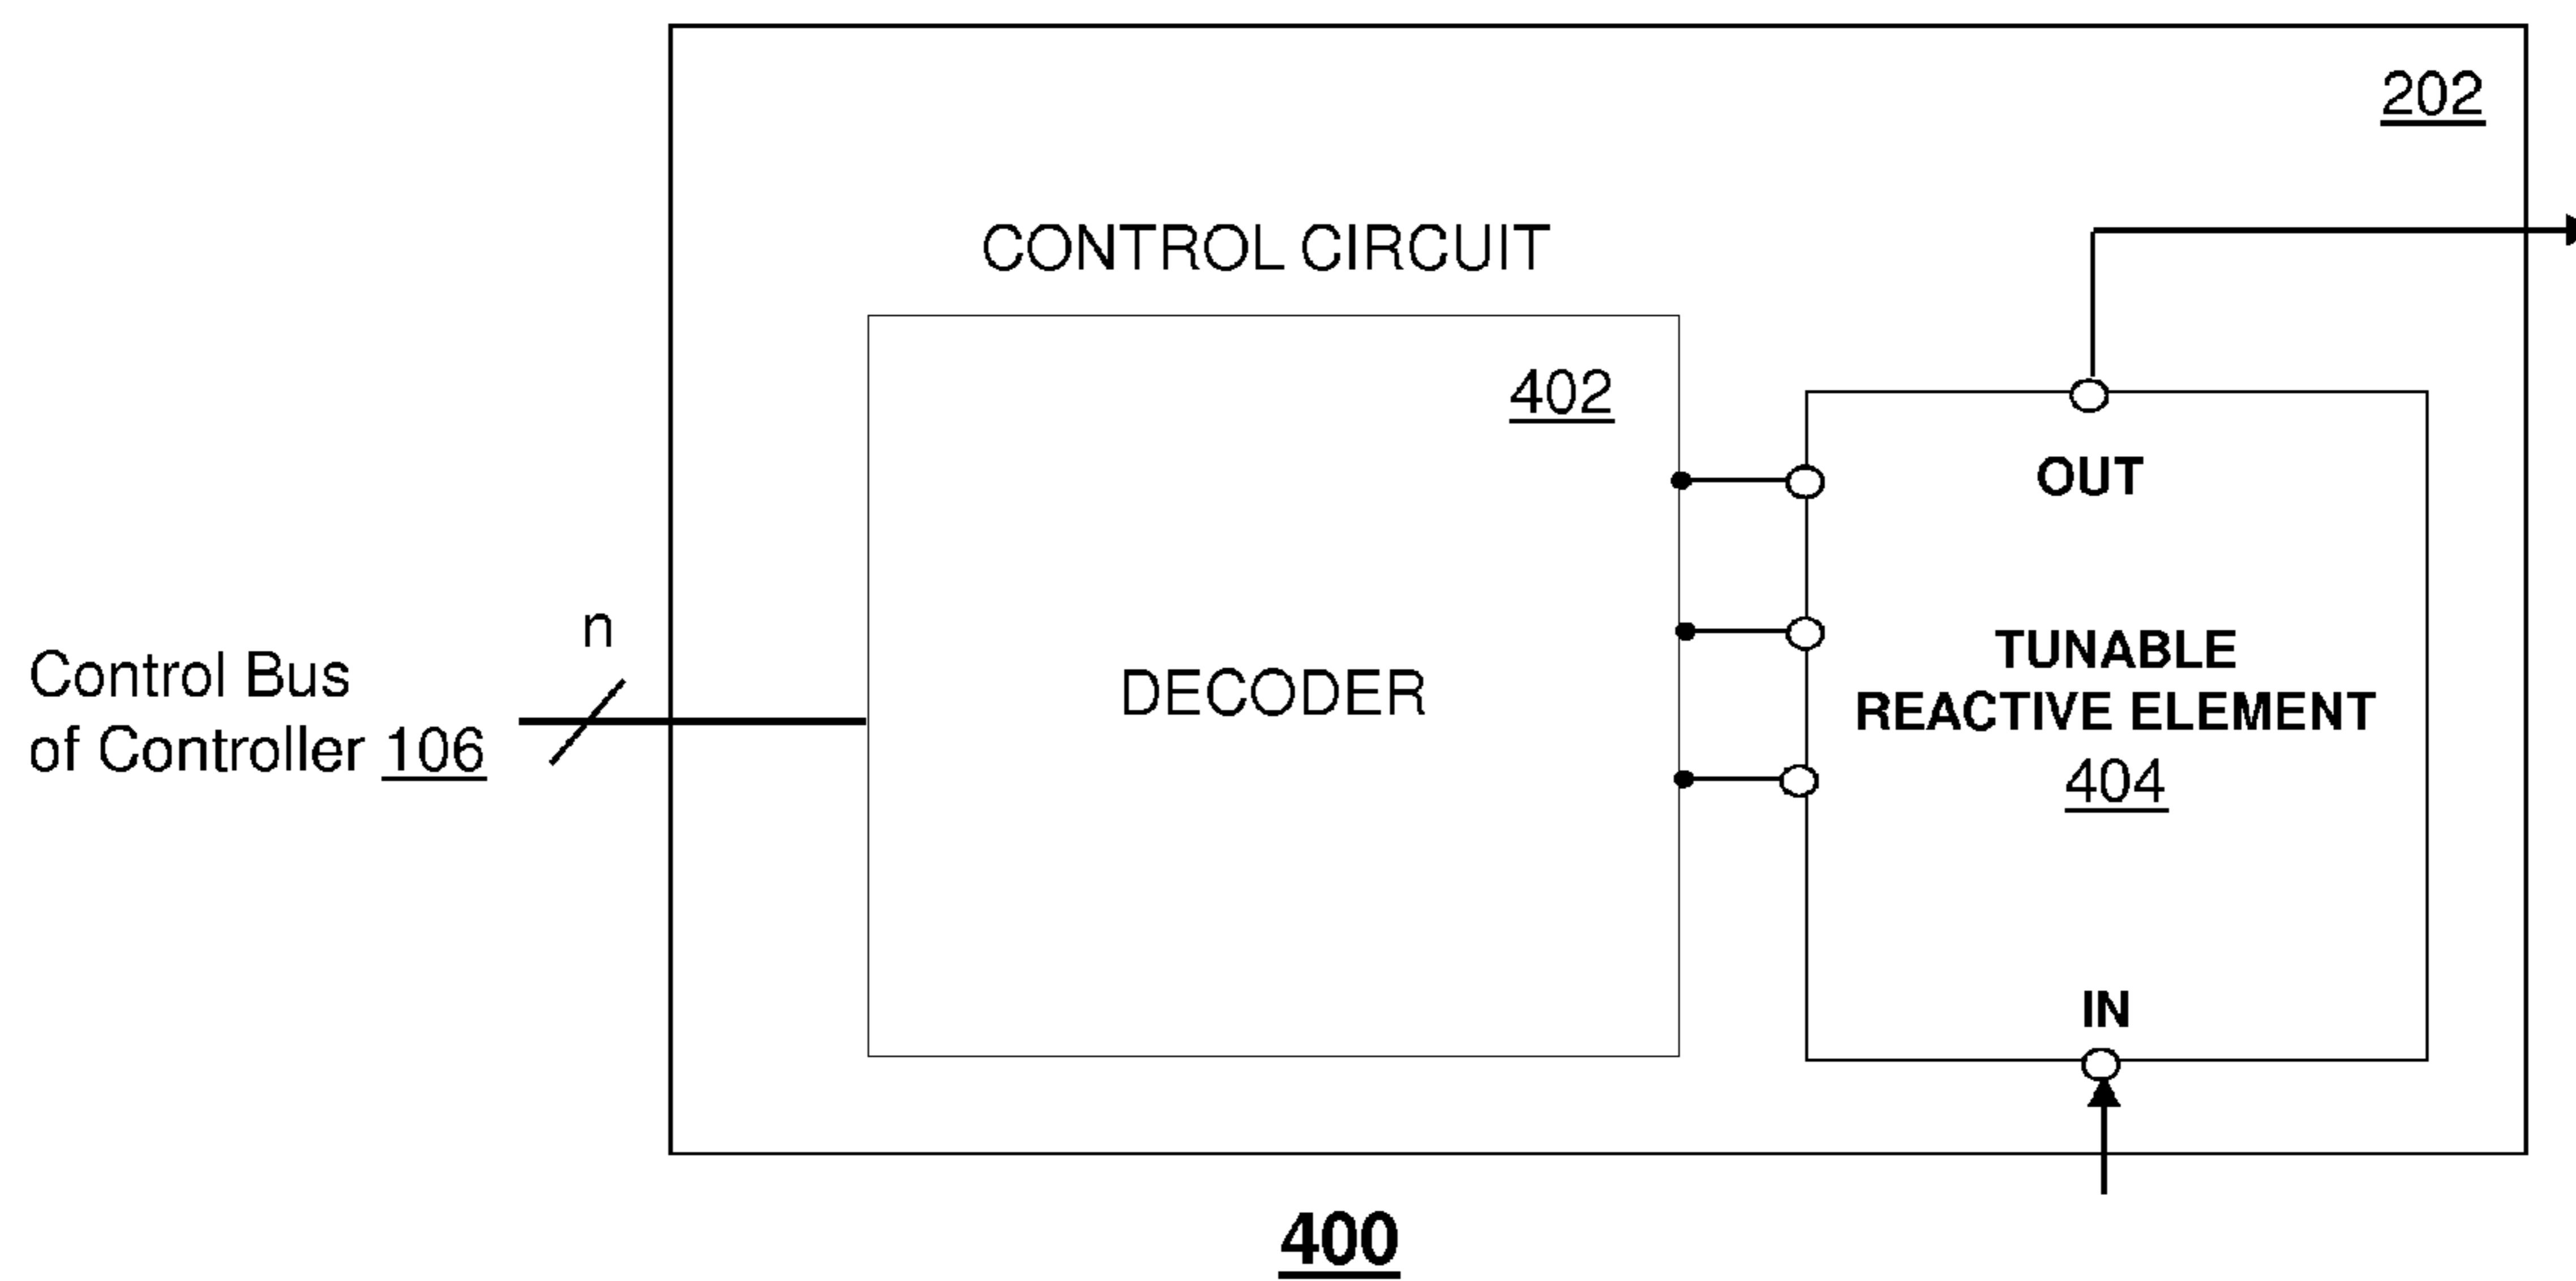 202
CONTROL CIRCUIT
402
OUT
n
Control Bus
of Controller 106
DECODER
TUNABLE
REACTIVE ELEMENT
404
IN
400